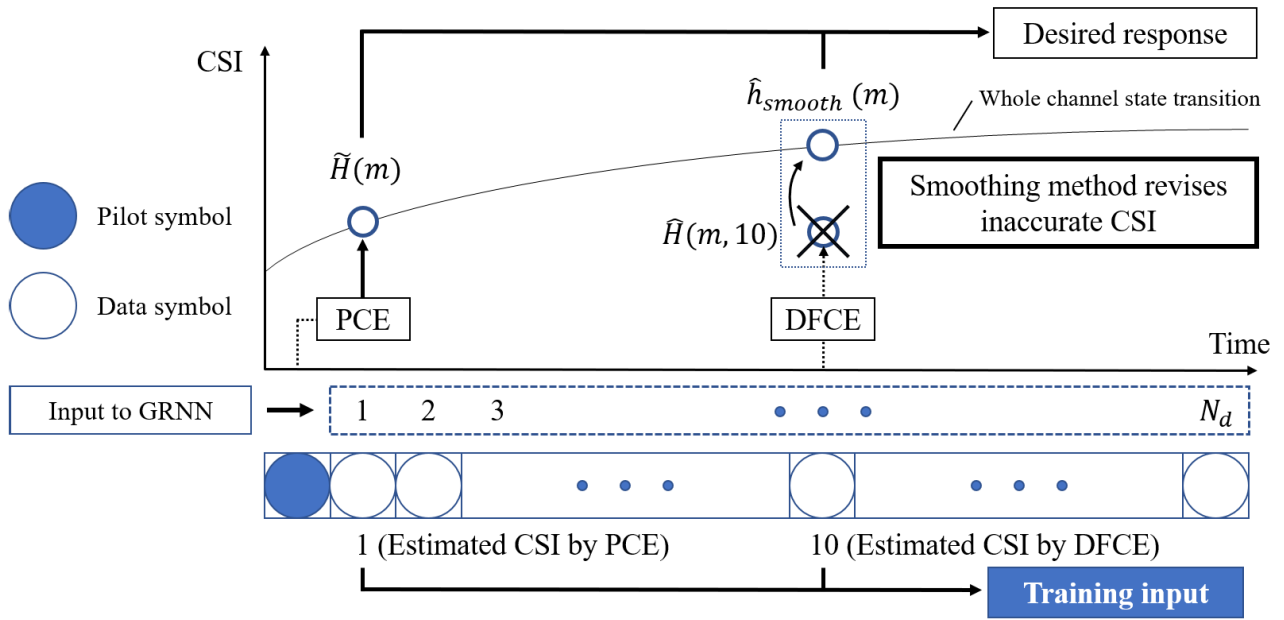 Desired response
CSI
ĥ_smooth (m)
Whole channel state transition
H̃(m)
Pilot symbol
Smoothing method revises
inaccurate CSI
Ĥ(m, 10)
Data symbol
PCE
DFCE
Time
Input to GRNN
1 2 3 N_d
1 (Estimated CSI by PCE) 10 (Estimated CSI by DFCE)
Training input